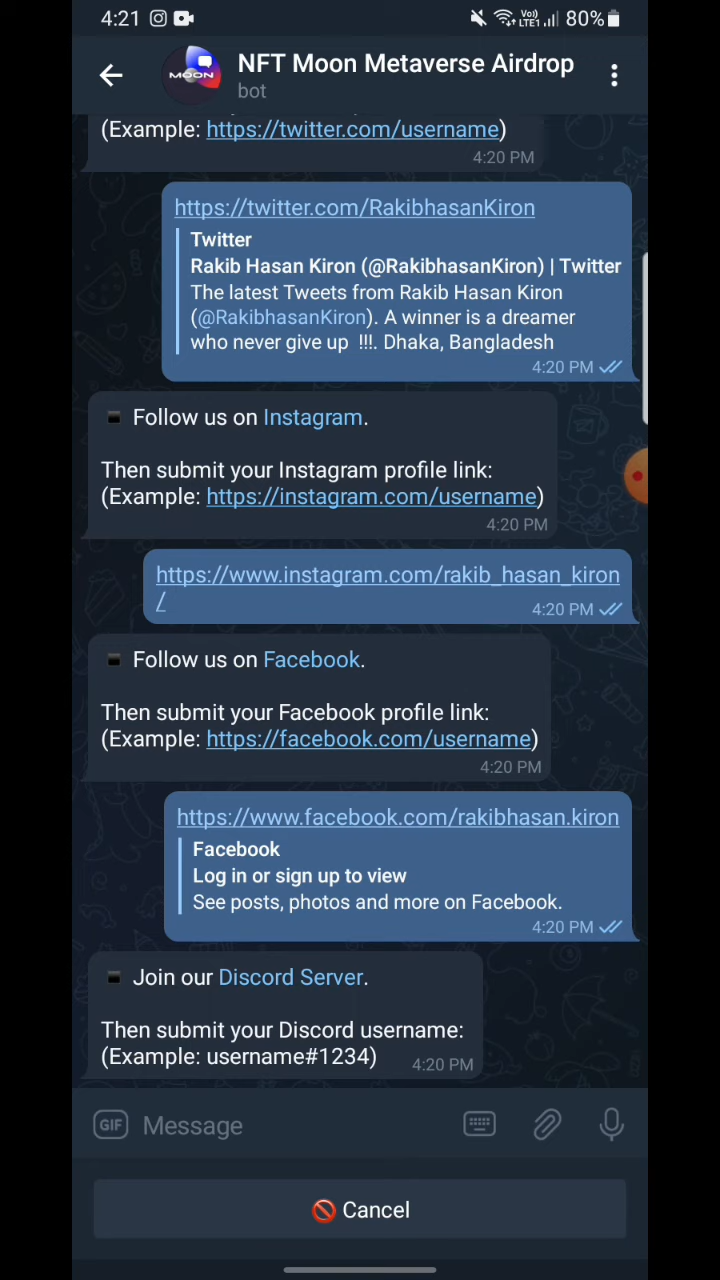 4:21
Vo)
LTE1
80%
MOON
NFT Moon Metaverse Airdrop
bot
(Example: https://twitter.com/username)
4:20 PM
https://twitter.com/RakibhasanKiron
Twitter
Rakib Hasan Kiron (@RakibhasanKiron) | Twitter
The latest Tweets from Rakib Hasan Kiron
(@RakibhasanKiron). A winner is a dreamer
who never give up !!!. Dhaka, Bangladesh
4:20 PM
Follow us on Instagram.
Then submit your Instagram profile link:
(Example: https://instagram.com/username)
4:20 PM
https://www.instagram.com/rakib_hasan_kiron
/
4:20 PM
Follow us on Facebook.
Then submit your Facebook profile link:
(Example: https://facebook.com/username)
4:20 PM
https://www.facebook.com/rakibhasan.kiron
Facebook
Log in or sign up to view
See posts, photos and more on Facebook.
4:20 PM
Join our Discord Server.
Then submit your Discord username:
(Example: username#1234)
4:20 PM
GIF Message
Cancel